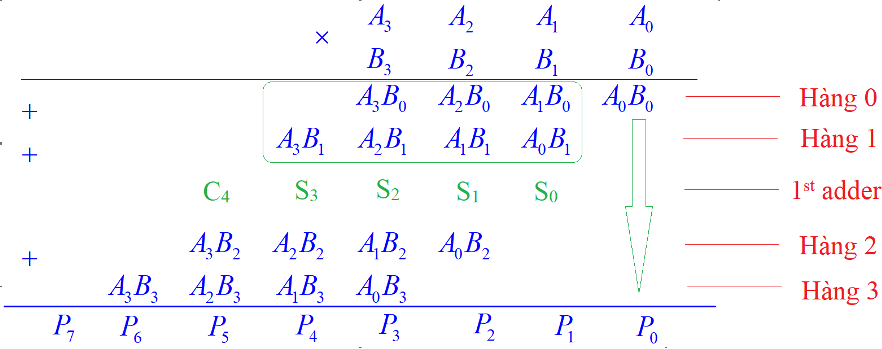 A₃ A₂ A₁ A₀
×
B₃ B₂ B₁ B₀
+ A₃B₀ A₂B₀ A₁B₀ A₀B₀ Hàng 0
+ A₃B₁ A₂B₁ A₁B₁ A₀B₁ Hàng 1
C₄ S₃ S₂ S₁ S₀ 1ˢᵗ adder
+ A₃B₂ A₂B₂ A₁B₂ A₀B₂ Hàng 2
A₃B₃ A₂B₃ A₁B₃ A₀B₃ Hàng 3
P₇ P₆ P₅ P₄ P₃ P₂ P₁ P₀